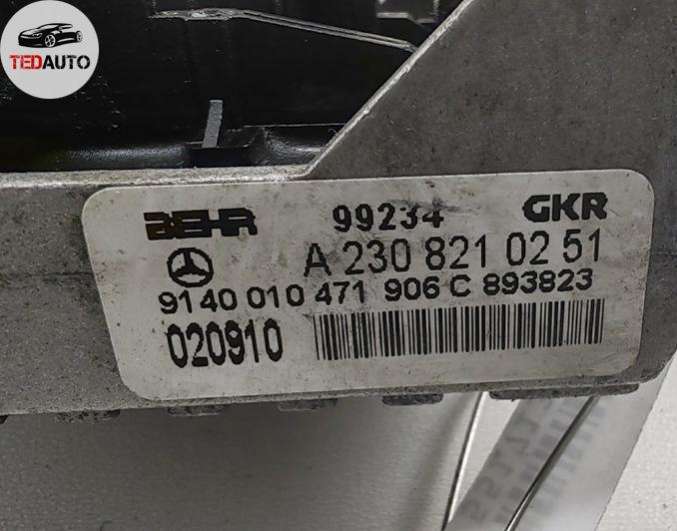 TEDAUTO
BEHR 99234 GKR
A 230 821 02 51
9140 010 471 906 C 893823
020910